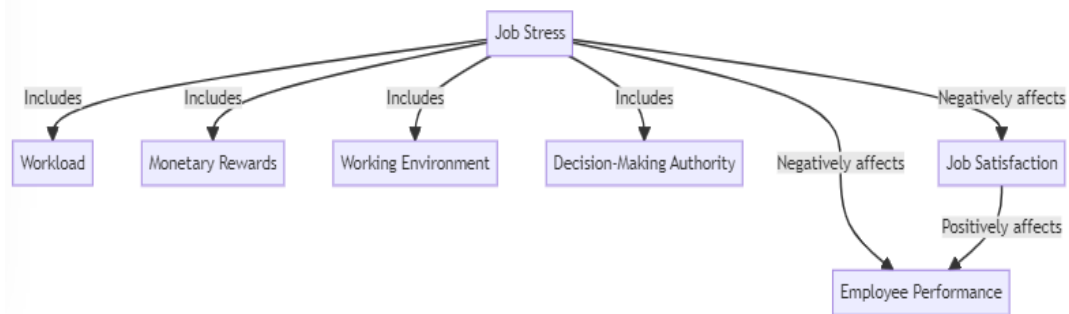 Job Stress
Includes
Includes
Includes
Includes
Negatively affects
Workload
Monetary Rewards
Working Environment
Decision-Making Authority
Negatively affects
Job Satisfaction
Positively affects
Employee Performance